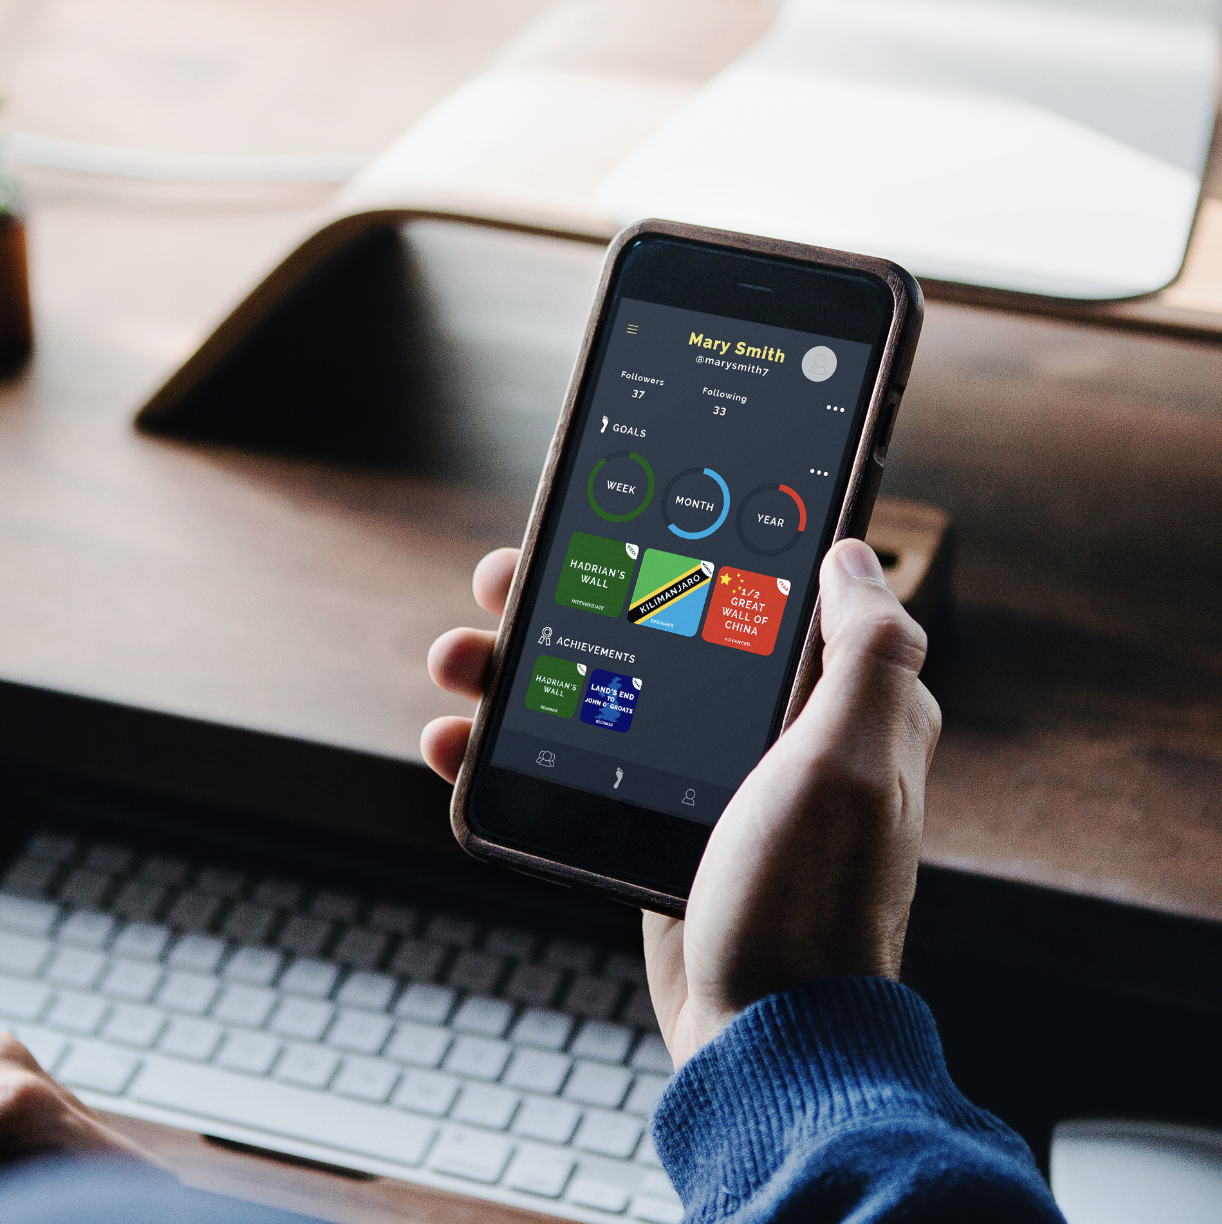 Mary Smith
@marysmith7
Followers
37
Following
33
GOALS
WEEK
MONTH
YEAR
HADRIAN'S
WALL
INTERMEDIATE
KILIMANJARO
BEGINNER
YEAR
1/2
GREAT
WALL OF
CHINA
ADVANCED
ACHIEVEMENTS
HADRIAN'S
WALL
BEGINNER
LAND'S END
TO
JOHN O' GROATS
BEGINNER